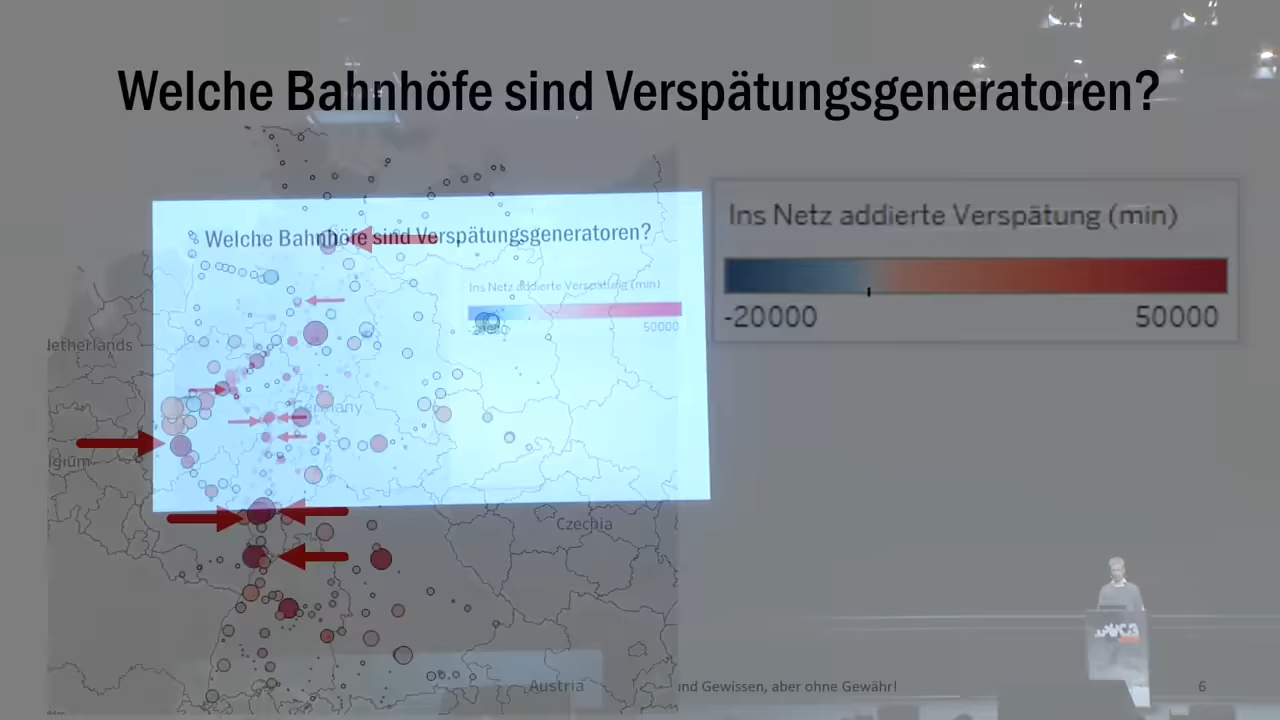 Welche Bahnhöfe sind Verspätungsgeneratoren?
Ins Netz addierte Verspätung (min)
-20000 50000
Welche Bahnhöfe sind Verspätungsgeneratoren?
Ins Netz addierte Verspätung (min)
50000
Netherlands
Germany
lgium
Czechia
Austria
und Gewissen, aber ohne Gewähr!
6